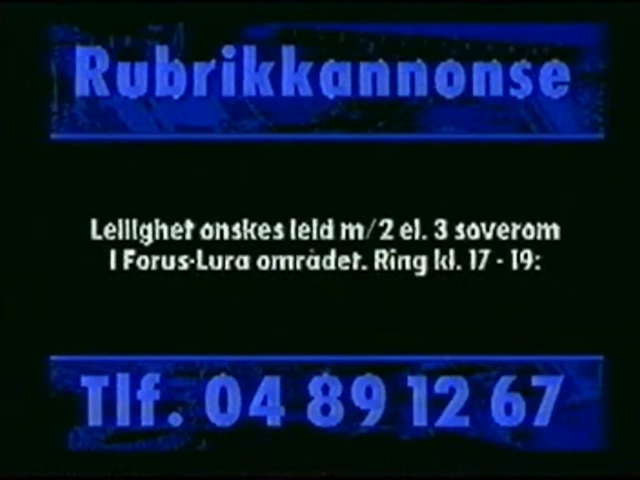 Rubrikkannonse
Leilighet ønskes leid m/2 el. 3 soverom
i Forus-Lura området. Ring kl. 17 - 19:
Tlf. 04 89 12 67